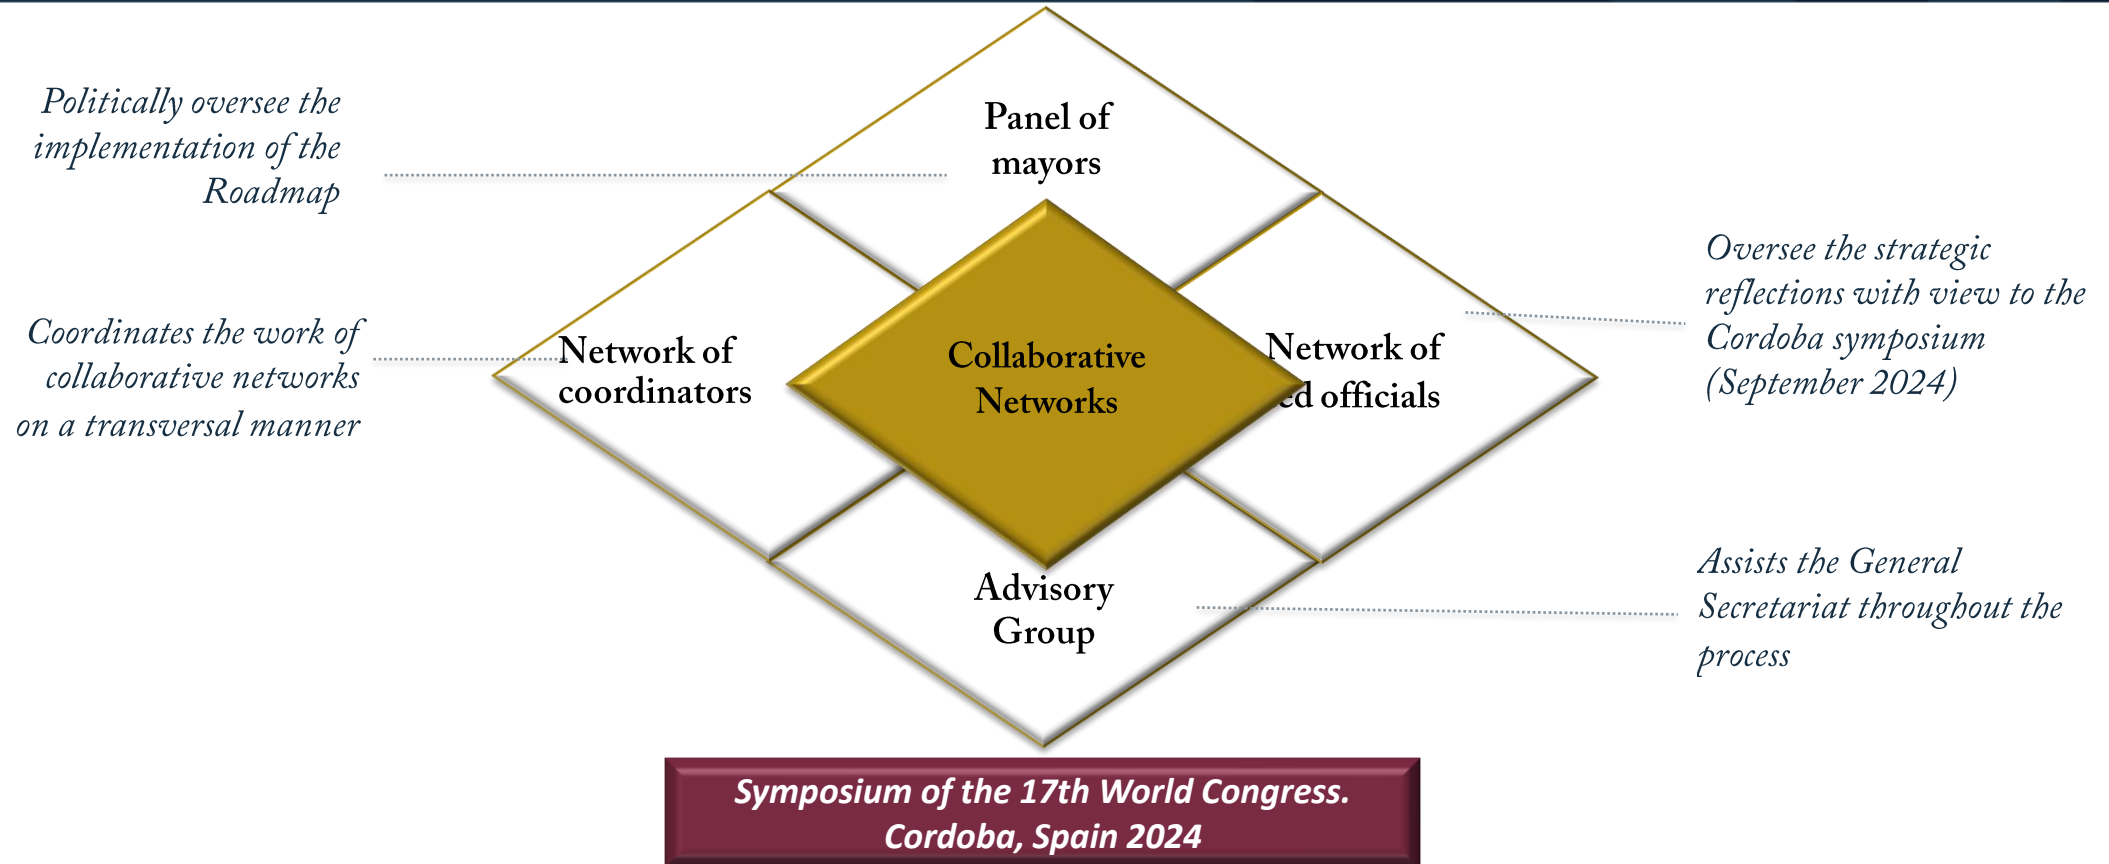 Politically oversee the
implementation of the
Roadmap
Panel of
mayors
Oversee the strategic
reflections with view to the
Cordoba symposium
(September 2024)
Coordinates the work of
collaborative networks
on a transversal manner
Network of
coordinators
Collaborative
Networks
Network of
officials
Advisory
Group
Assists the General
Secretariat throughout the
process
Symposium of the 17th World Congress.
Cordoba, Spain 2024